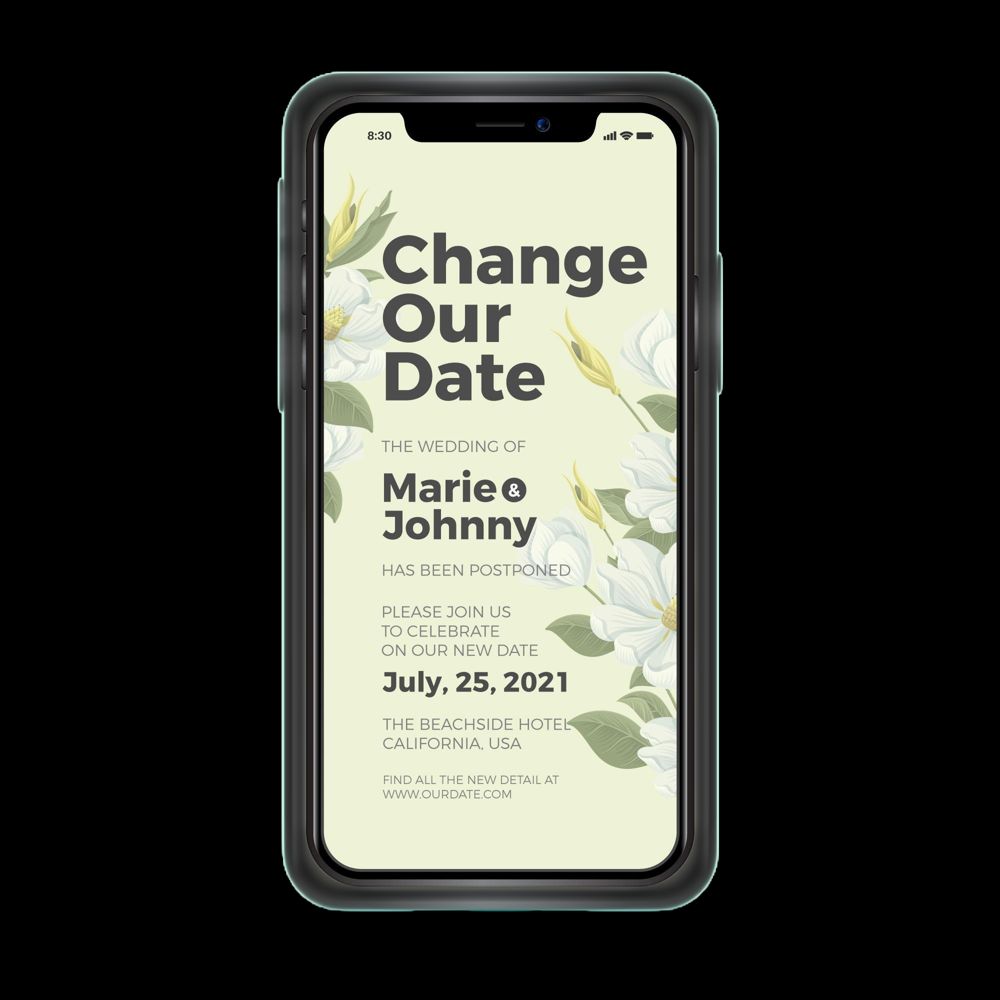 8:30
Change
Our
Date
THE WEDDING OF
Marie &
Johnny
HAS BEEN POSTPONED
PLEASE JOIN US
TO CELEBRATE
ON OUR NEW DATE
July, 25, 2021
THE BEACHSIDE HOTEL
CALIFORNIA, USA
FIND ALL THE NEW DETAIL AT
WWW.OURDATE.COM